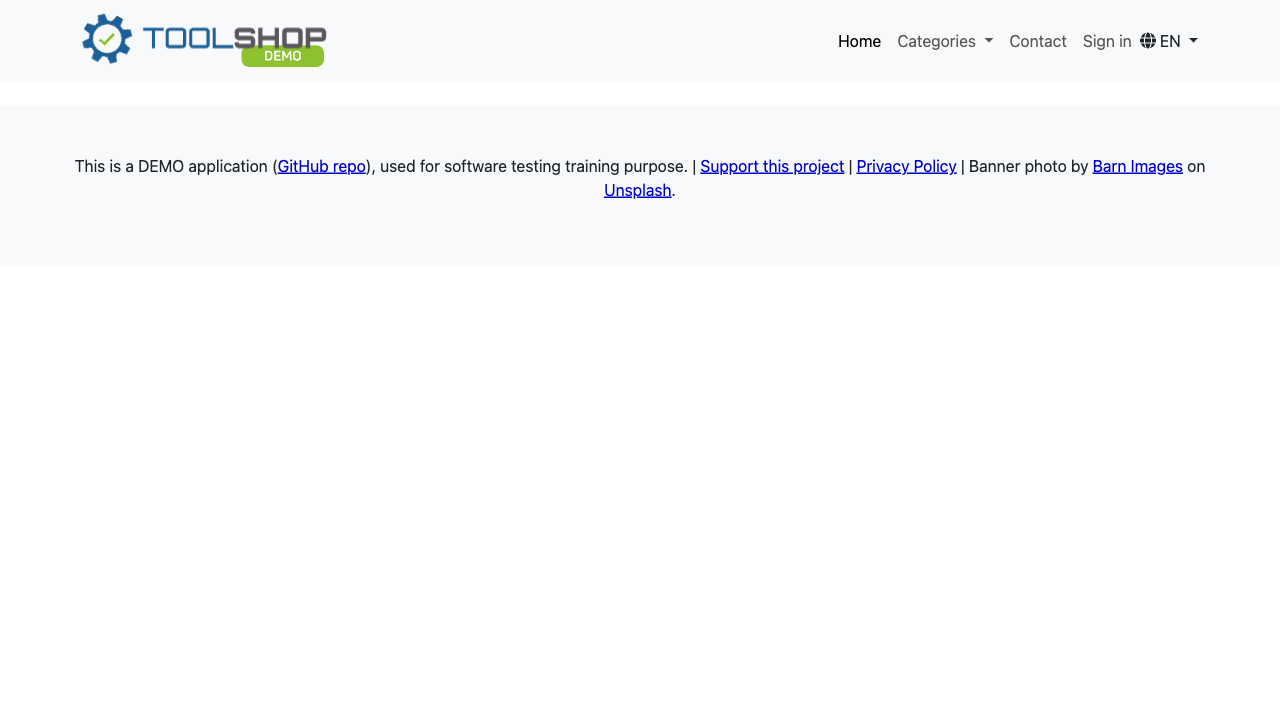 TOOLSHOP
DEMO
Home Categories Contact Sign in EN
This is a DEMO application (GitHub repo), used for software testing training purpose. | Support this project | Privacy Policy | Banner photo by Barn Images on
Unsplash.